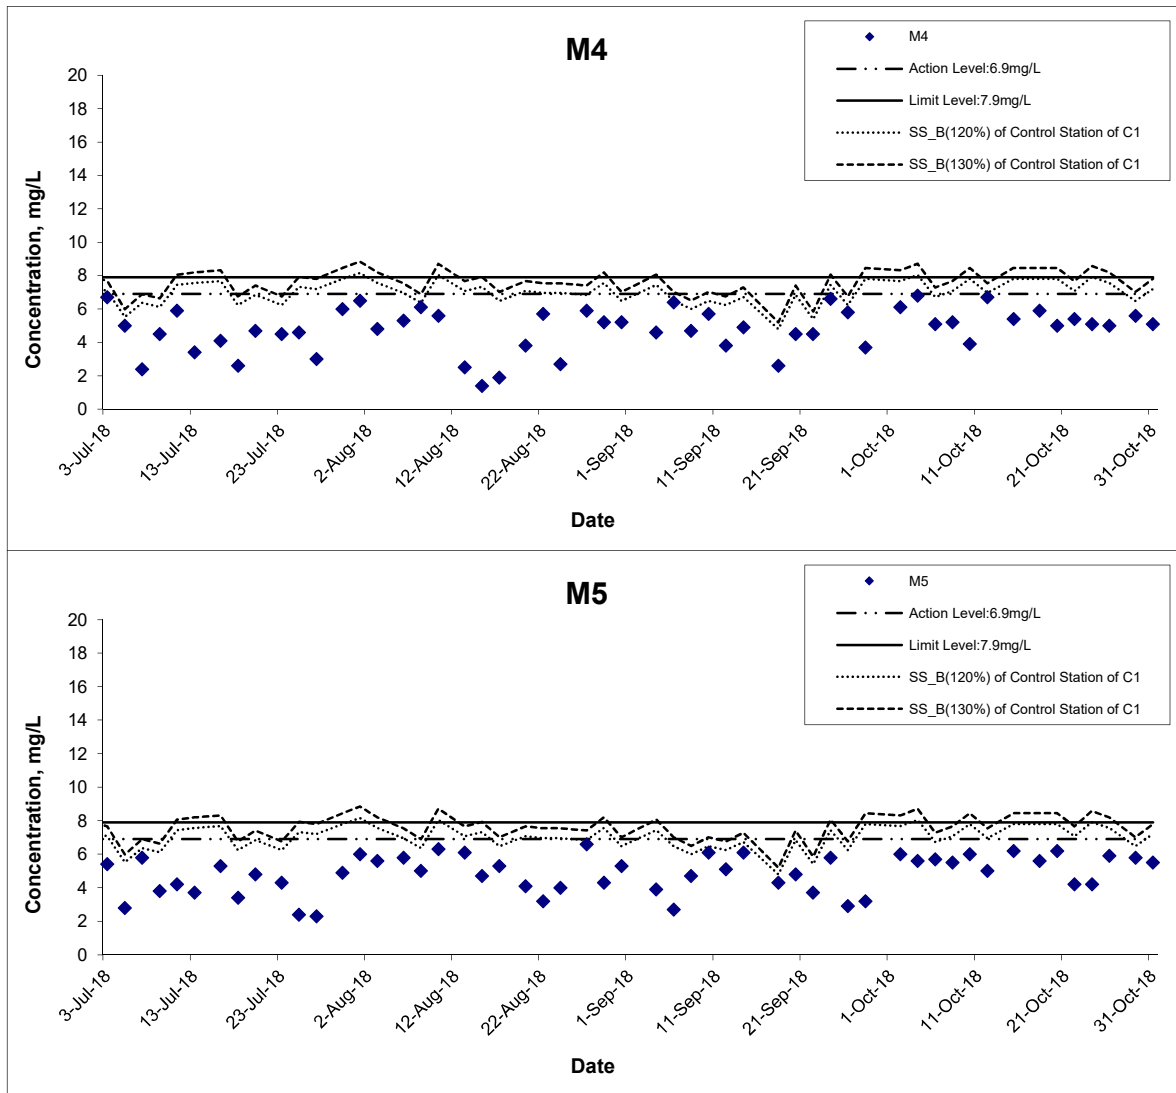 M4
M4
Action Level:6.9mg/L
Limit Level:7.9mg/L
SS_B(120%) of Control Station of C1
SS_B(130%) of Control Station of C1
Concentration, mg/L
20
18
16
14
12
10
8
6
4
2
0
3-Jul-18
13-Jul-18
23-Jul-18
2-Aug-18
12-Aug-18
22-Aug-18
1-Sep-18
11-Sep-18
21-Sep-18
1-Oct-18
11-Oct-18
21-Oct-18
31-Oct-18
Date
M5
M5
Action Level:6.9mg/L
Limit Level:7.9mg/L
SS_B(120%) of Control Station of C1
SS_B(130%) of Control Station of C1
Concentration, mg/L
20
18
16
14
12
10
8
6
4
2
0
3-Jul-18
13-Jul-18
23-Jul-18
2-Aug-18
12-Aug-18
22-Aug-18
1-Sep-18
11-Sep-18
21-Sep-18
1-Oct-18
11-Oct-18
21-Oct-18
31-Oct-18
Date